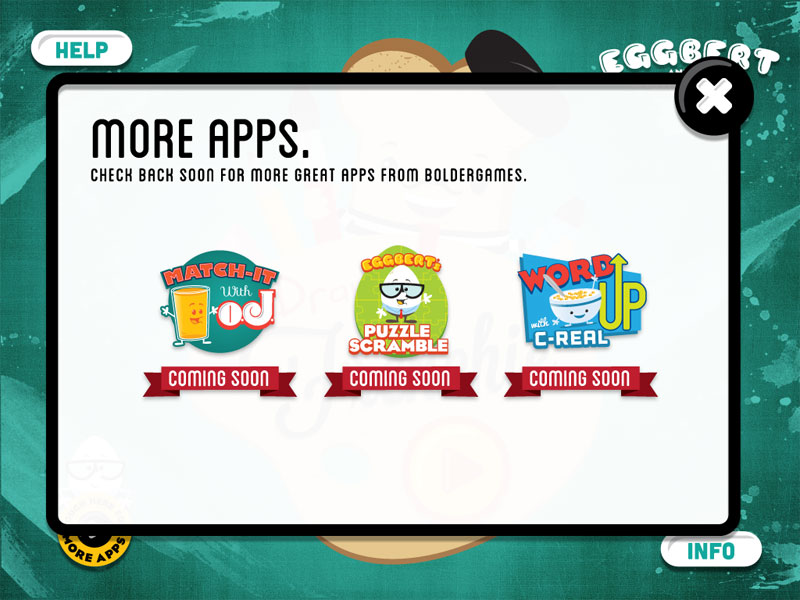 HELP
EGGBERT
MORE APPS.
CHECK BACK SOON FOR MORE GREAT APPS FROM BOLDERGAMES.
MATCH-IT
With
O.J.
EGGBERT'S
PUZZLE
SCRAMBLE
WORD
UP
with
C-REAL
COMING SOON
COMING SOON
COMING SOON
MORE APPS
INFO